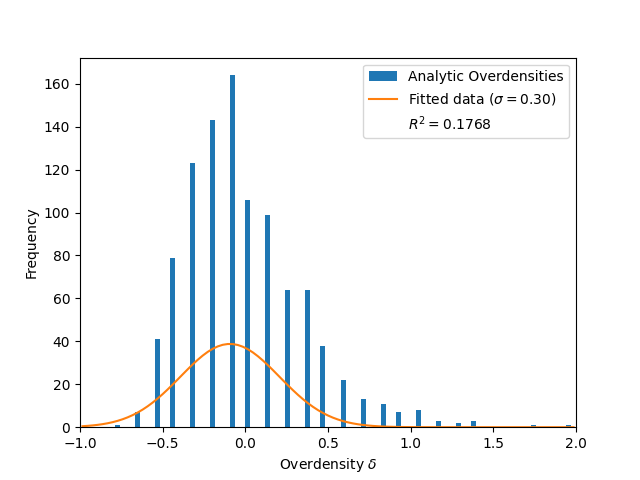 Analytic Overdensities
Fitted data (σ = 0.30)
R² = 0.1768
Frequency
160
140
120
100
80
60
40
20
0
−1.0 −0.5 0.0 0.5 1.0 1.5 2.0
Overdensity δ